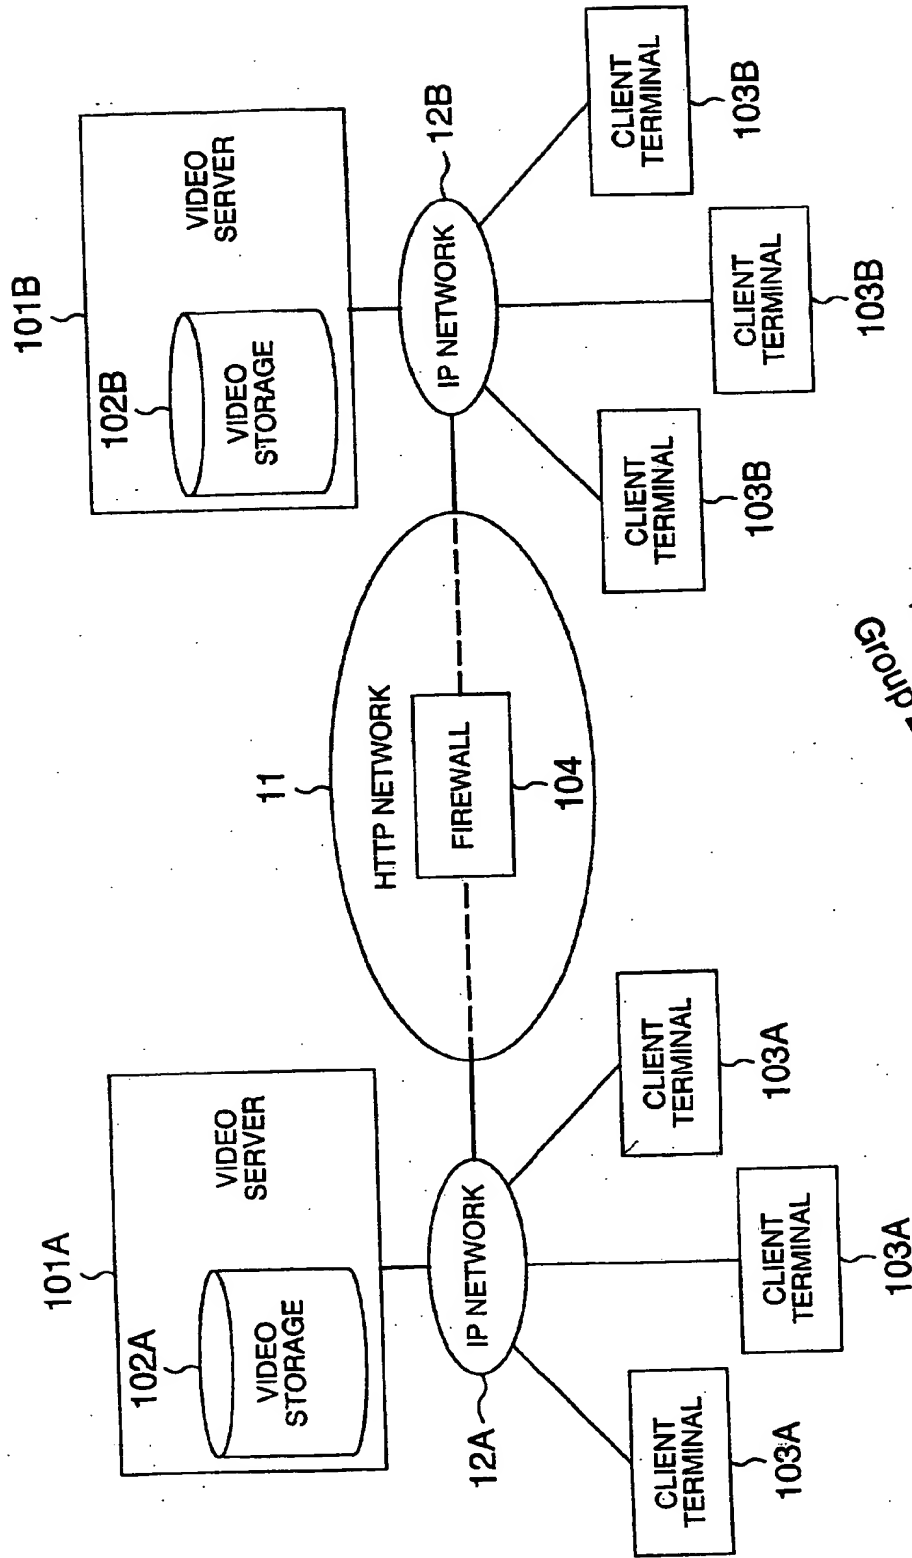 101A
102A
VIDEO
STORAGE
VIDEO
SERVER
12A
IP NETWORK
CLIENT
TERMINAL
103A
CLIENT
TERMINAL
103A
CLIENT
TERMINAL
103A
11
HTTP NETWORK
FIREWALL
104
101B
102B
VIDEO
STORAGE
VIDEO
SERVER
12B
IP NETWORK
CLIENT
TERMINAL
103B
CLIENT
TERMINAL
103B
CLIENT
TERMINAL
103B
Group